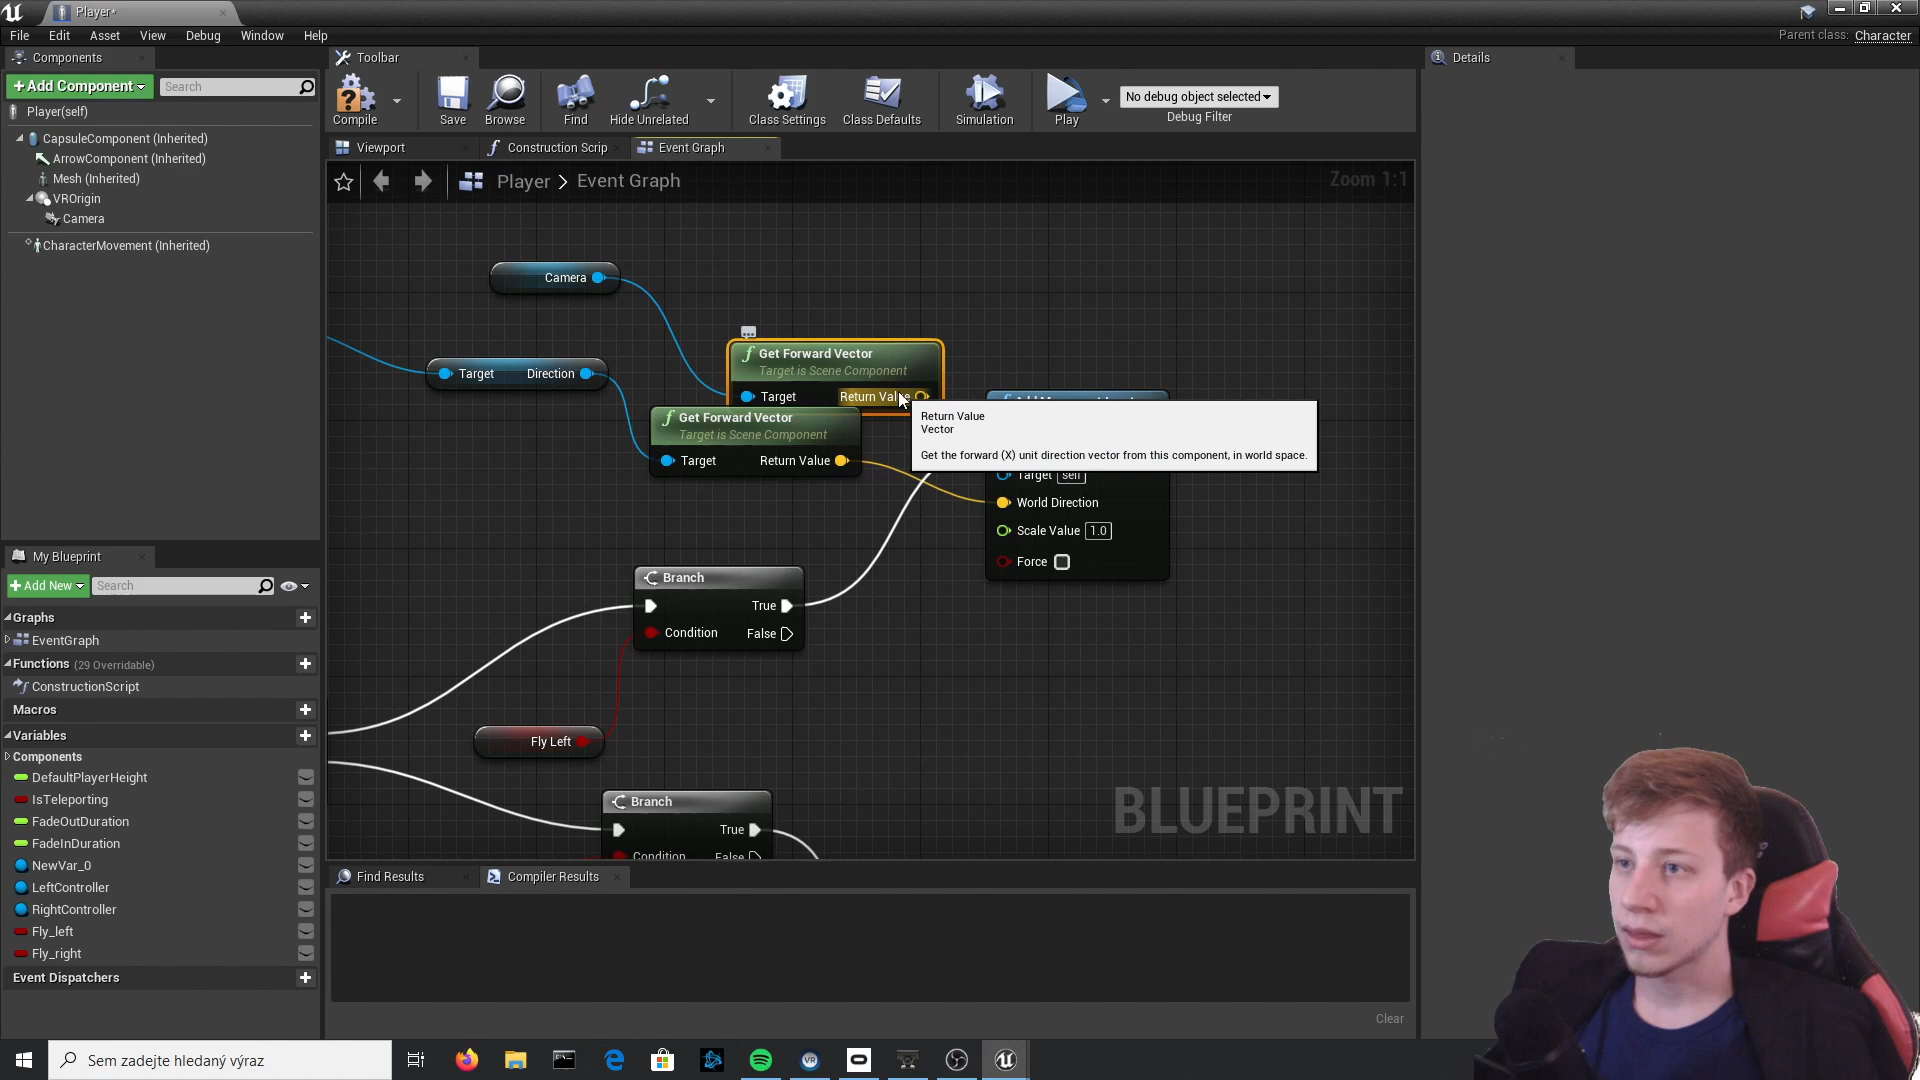 Player*
File Edit Asset View Debug Window Help
Parent class: Character
Components
+Add Component
Search
Player(self)
CapsuleComponent (Inherited)
ArrowComponent (Inherited)
Mesh (Inherited)
VROrigin
Camera
CharacterMovement (Inherited)
Toolbar
Compile
Save
Browse
Find
Hide Unrelated
Class Settings
Class Defaults
Simulation
Play
No debug object selected
Debug Filter
Details
Viewport
Construction Scrip
Event Graph
Player > Event Graph
Zoom 1:1
Camera
Target Direction
Get Forward Vector
Target is Scene Component
Target Return Value
Get Forward Vector
Target is Scene Component
Target Return Value
Return Value
Vector
Get the forward (X) unit direction vector from this component, in world space.
Target self
World Direction
Scale Value 1.0
Force
Branch
True
Condition False
Fly Left
Branch
True
Condition False
BLUEPRINT
My Blueprint
+Add New
Search
Graphs
EventGraph
Functions (29 Overridable)
ConstructionScript
Macros
Variables
Components
DefaultPlayerHeight
IsTeleporting
FadeOutDuration
FadeInDuration
NewVar_0
LeftController
RightController
Fly_left
Fly_right
Event Dispatchers
Find Results
Compiler Results
Clear
Sem zadejte hledaný výraz